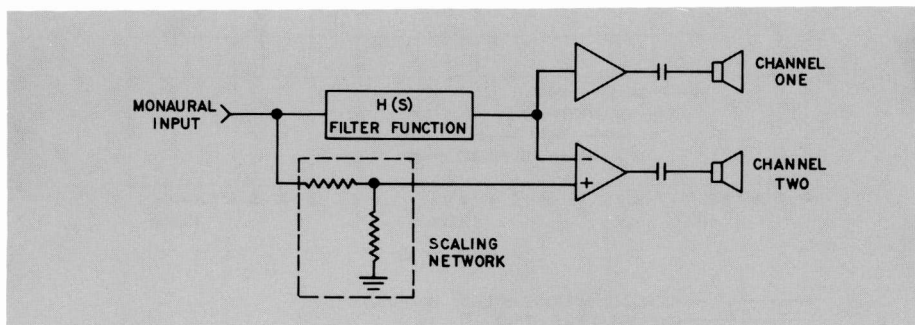 MONAURAL
INPUT
H(S)
FILTER FUNCTION
CHANNEL
ONE
−
+
CHANNEL
TWO
SCALING
NETWORK